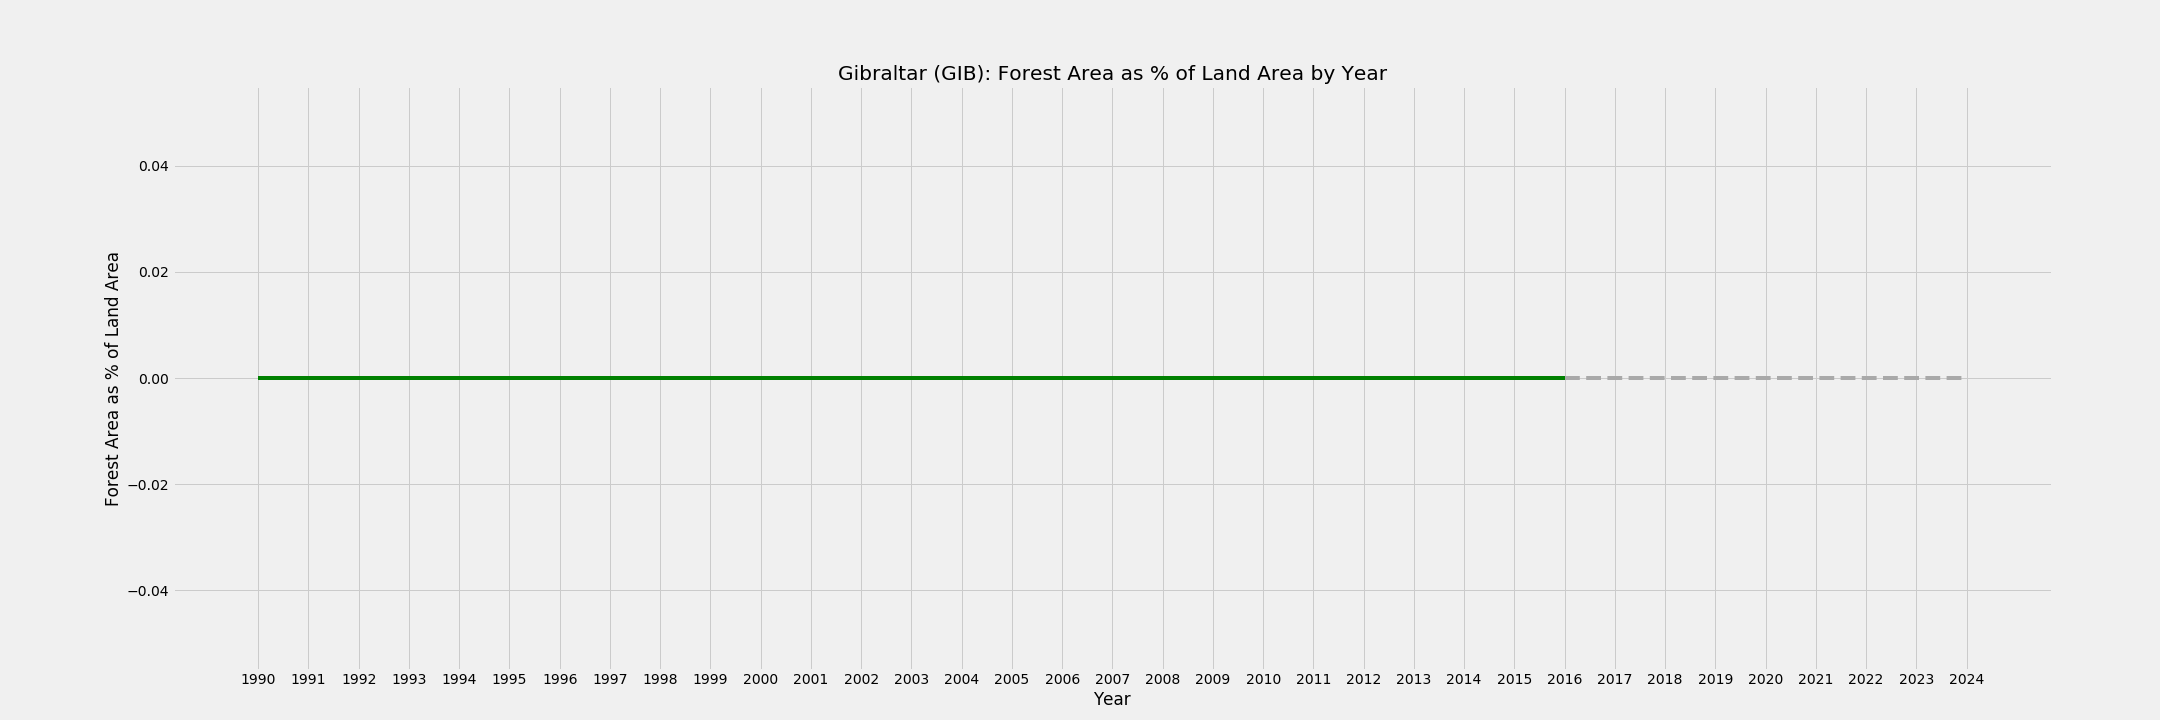 Gibraltar (GIB): Forest Area as % of Land Area by Year
Forest Area as % of Land Area
0.04
0.02
0.00
−0.02
−0.04
1990 1991 1992 1993 1994 1995 1996 1997 1998 1999 2000 2001 2002 2003 2004 2005 2006 2007 2008 2009 2010 2011 2012 2013 2014 2015 2016 2017 2018 2019 2020 2021 2022 2023 2024
Year